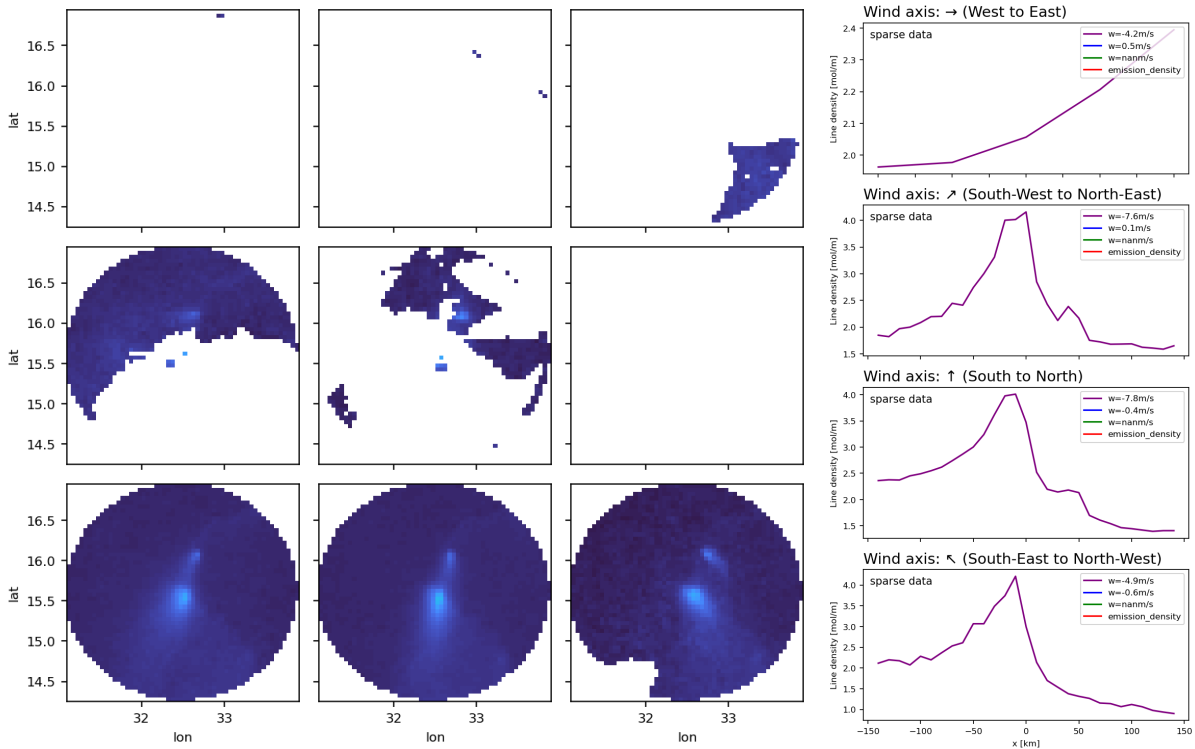 lat
16.5
16.0
15.5
15.0
14.5
lat
16.5
16.0
15.5
15.0
14.5
lat
16.5
16.0
15.5
15.0
14.5
32
33
lon
32
33
lon
32
33
lon
Wind axis: → (West to East)
sparse data
w=-4.2m/s
w=0.5m/s
w=nanm/s
emission_density
Line density [mol/m]
2.4
2.3
2.2
2.1
2.0
Wind axis: ↗ (South-West to North-East)
sparse data
w=-7.6m/s
w=0.1m/s
w=nanm/s
emission_density
Line density [mol/m]
4.0
3.5
3.0
2.5
2.0
1.5
Wind axis: ↑ (South to North)
sparse data
w=-7.8m/s
w=-0.4m/s
w=nanm/s
emission_density
Line density [mol/m]
4.0
3.5
3.0
2.5
2.0
1.5
Wind axis: ↖ (South-East to North-West)
sparse data
w=-4.9m/s
w=-0.6m/s
w=nanm/s
emission_density
Line density [mol/m]
4.0
3.5
3.0
2.5
2.0
1.5
1.0
−150
−100
−50
0
50
100
150
x [km]